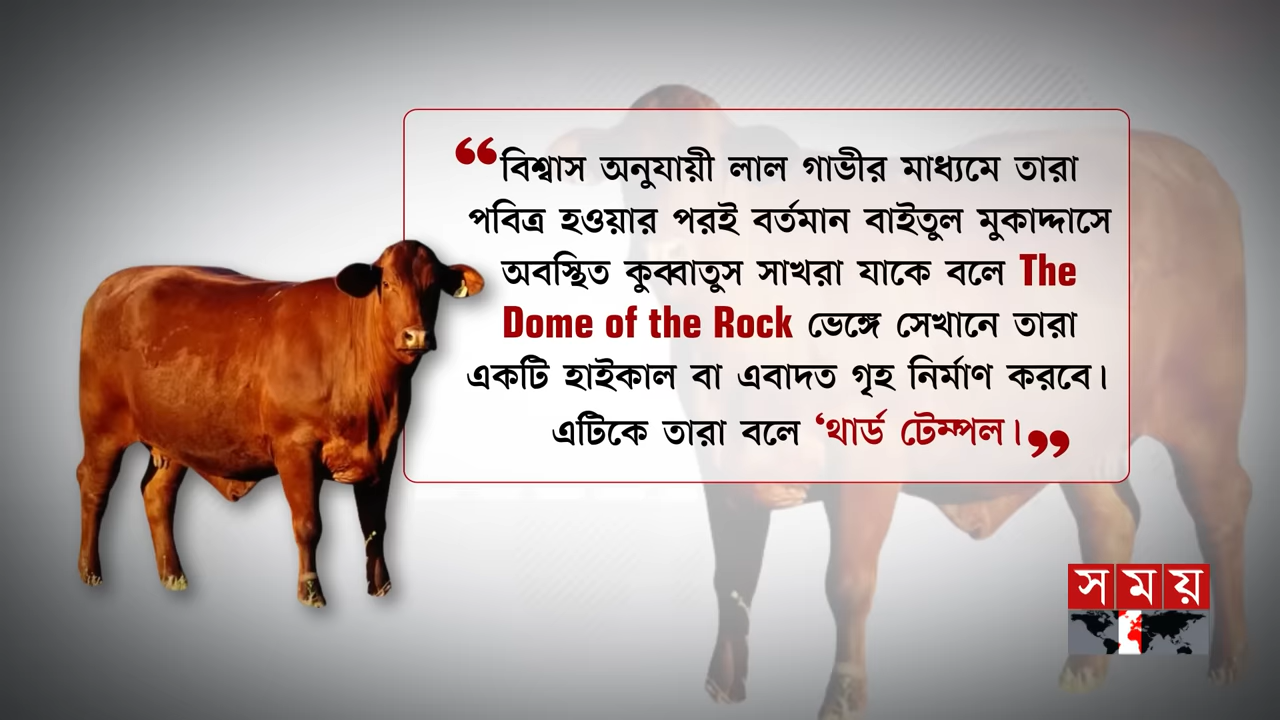 “বিশ্বাস অনুযায়ী লাল গাভীর মাধ্যমে তারা
পবিত্র হওয়ার পরই বর্তমান বাইতুল মুকাদ্দাসে
অবস্থিত কুব্বাতুস সাখরা যাকে বলে The
Dome of the Rock ভেঙ্গে সেখানে তারা
একটি হাইকাল বা এবাদত গৃহ নির্মাণ করবে।
এটিকে তারা বলে ‘থার্ড টেম্পল।”
সময়